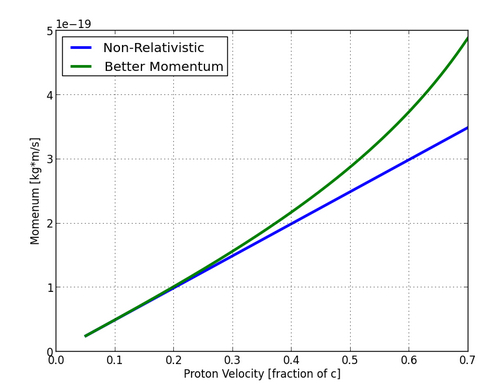 1e−19
5
4
3
2
1
0
Non-Relativistic
Better Momentum
Momenum [kg*m/s]
0.0 0.1 0.2 0.3 0.4 0.5 0.6 0.7
Proton Velocity [fraction of c]